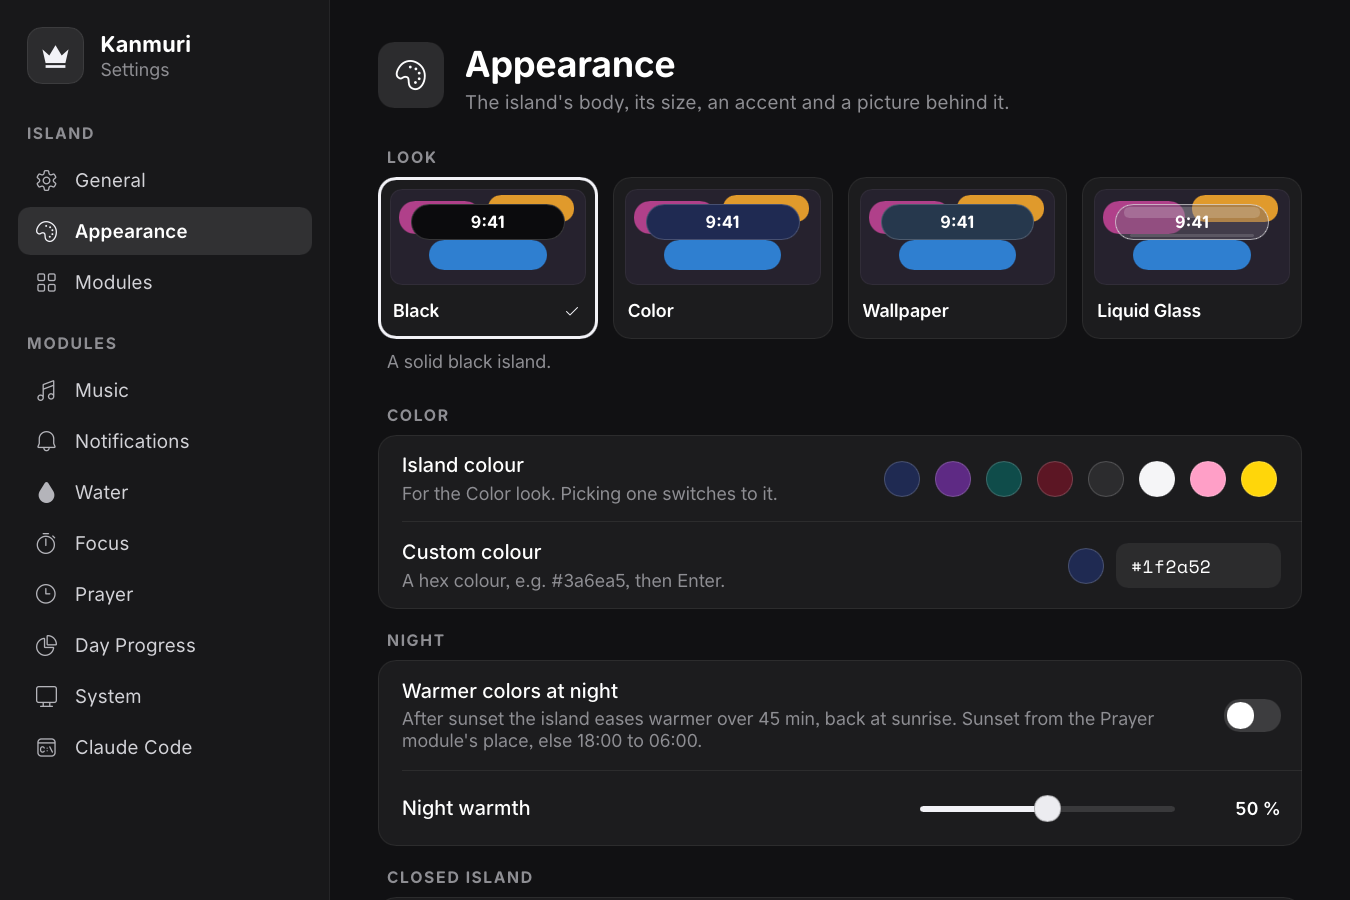 Kanmuri
Settings
ISLAND
General
Appearance
Modules
MODULES
Music
Notifications
Water
Focus
Prayer
Day Progress
System
Claude Code
Appearance
The island's body, its size, an accent and a picture behind it.
LOOK
9:41
9:41
9:41
9:41
Black
Color
Wallpaper
Liquid Glass
A solid black island.
COLOR
Island colour
For the Color look. Picking one switches to it.
Custom colour
A hex colour, e.g. #3a6ea5, then Enter.
#1f2a52
NIGHT
Warmer colors at night
After sunset the island eases warmer over 45 min, back at sunrise. Sunset from the Prayer
module's place, else 18:00 to 06:00.
Night warmth
50 %
CLOSED ISLAND